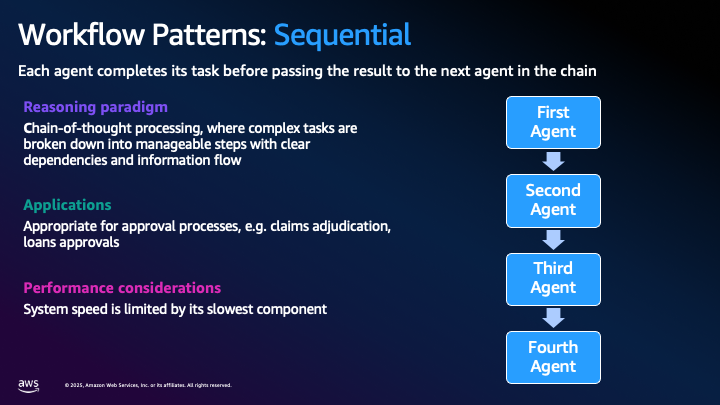 Workflow Patterns: Sequential
Each agent completes its task before passing the result to the next agent in the chain
Reasoning paradigm
Chain-of-thought processing, where complex tasks are
broken down into manageable steps with clear
dependencies and information flow
Applications
Appropriate for approval processes, e.g. claims adjudication,
loans approvals
Performance considerations
System speed is limited by its slowest component
First
Agent
Second
Agent
Third
Agent
Fourth
Agent
aws
© 2025, Amazon Web Services, Inc. or its affiliates. All rights reserved.